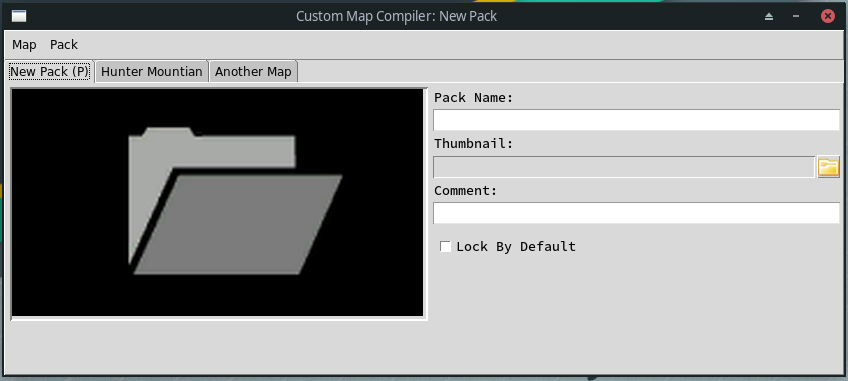 Custom Map Compiler: New Pack
Map Pack
New Pack (P) Hunter Mountian Another Map
Pack Name:
Thumbnail:
Comment:
Lock By Default